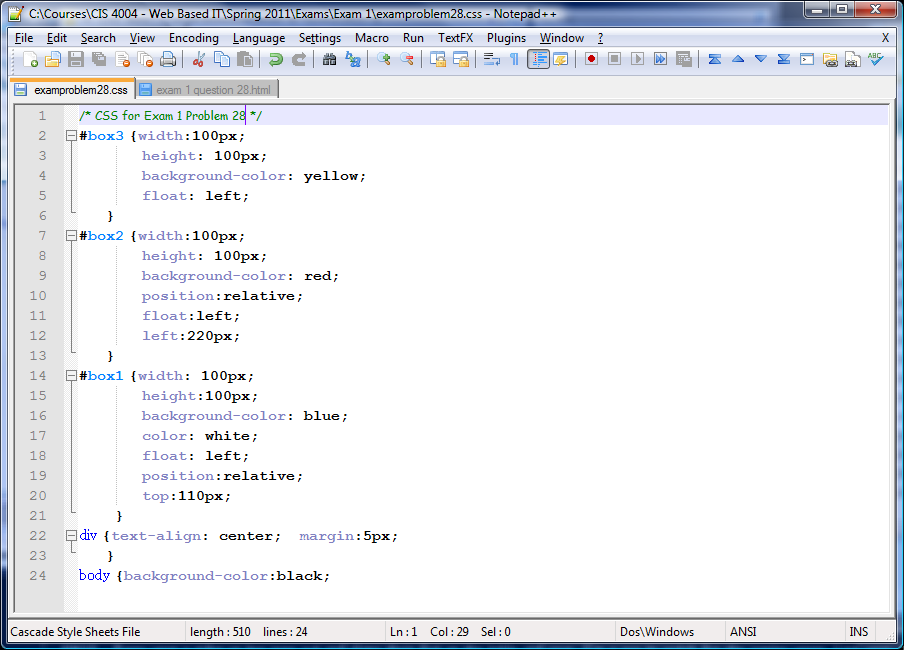 C:\Courses\CIS 4004 - Web Based IT\Spring 2011\Exams\Exam 1\examproblem28.css - Notepad++
File Edit Search View Encoding Language Settings Macro Run TextFX Plugins Window ? X
examproblem28.css exam 1 question 28.html
1 /* CSS for Exam 1 Problem 28 */
2 #box3 {width:100px;
3 height: 100px;
4 background-color: yellow;
5 float: left;
6 }
7 #box2 {width:100px;
8 height: 100px;
9 background-color: red;
10 position:relative;
11 float:left;
12 left:220px;
13 }
14 #box1 {width: 100px;
15 height:100px;
16 background-color: blue;
17 color: white;
18 float: left;
19 position:relative;
20 top:110px;
21 }
22 div {text-align: center;  margin:5px;
23 }
24 body {background-color:black;
Cascade Style Sheets File length : 510 lines : 24 Ln : 1 Col : 29 Sel : 0 Dos\Windows ANSI INS